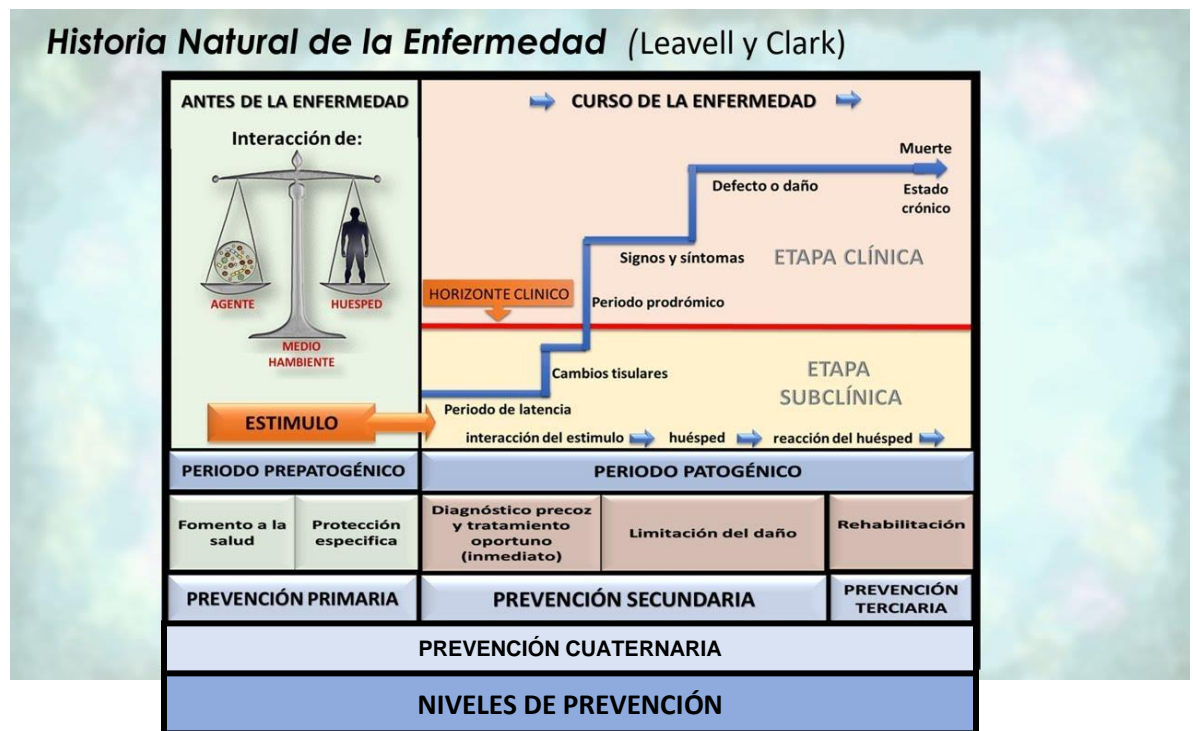 Historia Natural de la Enfermedad (Leavell y Clark)
ANTES DE LA ENFERMEDAD
Interacción de:
AGENTE
HUESPED
MEDIO
HAMBIENTE
ESTIMULO
CURSO DE LA ENFERMEDAD
Muerte
Defecto o daño
Estado
crónico
Signos y síntomas
ETAPA CLÍNICA
HORIZONTE CLINICO
Periodo prodrómico
Cambios tisulares
ETAPA
SUBCLÍNICA
Periodo de latencia
interacción del estimulo
huésped
reacción del huésped
PERIODO PREPATOGÉNICO
PERIODO PATOGÉNICO
Fomento a la
salud
Protección
especifica
Diagnóstico precoz
y tratamiento
oportuno
(inmediato)
Limitación del daño
Rehabilitación
PREVENCIÓN PRIMARIA
PREVENCIÓN SECUNDARIA
PREVENCIÓN
TERCIARIA
PREVENCIÓN CUATERNARIA
NIVELES DE PREVENCIÓN